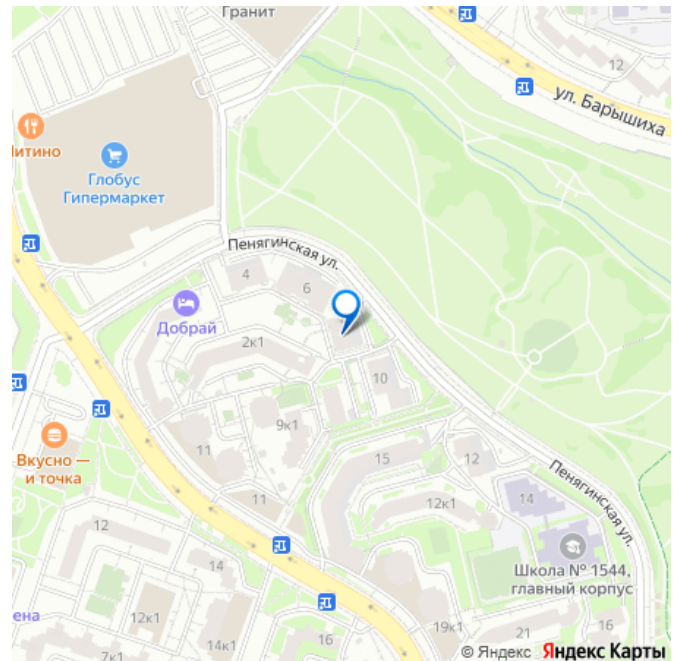 Гранит
12
ул. Барышиха
итино
Глобус
Гипермаркет
Пенягинская ул.
4
6
Добрай
2к1
10
9к1
11
Вкусно —
и точка
15
12
11
12к1
14
Пенягинская ул.
12
14
Школа № 1544,
главный корпус
ена
12к1
16
19к1
21
16
14к1
7к1
© Яндекс Яндекс Карты